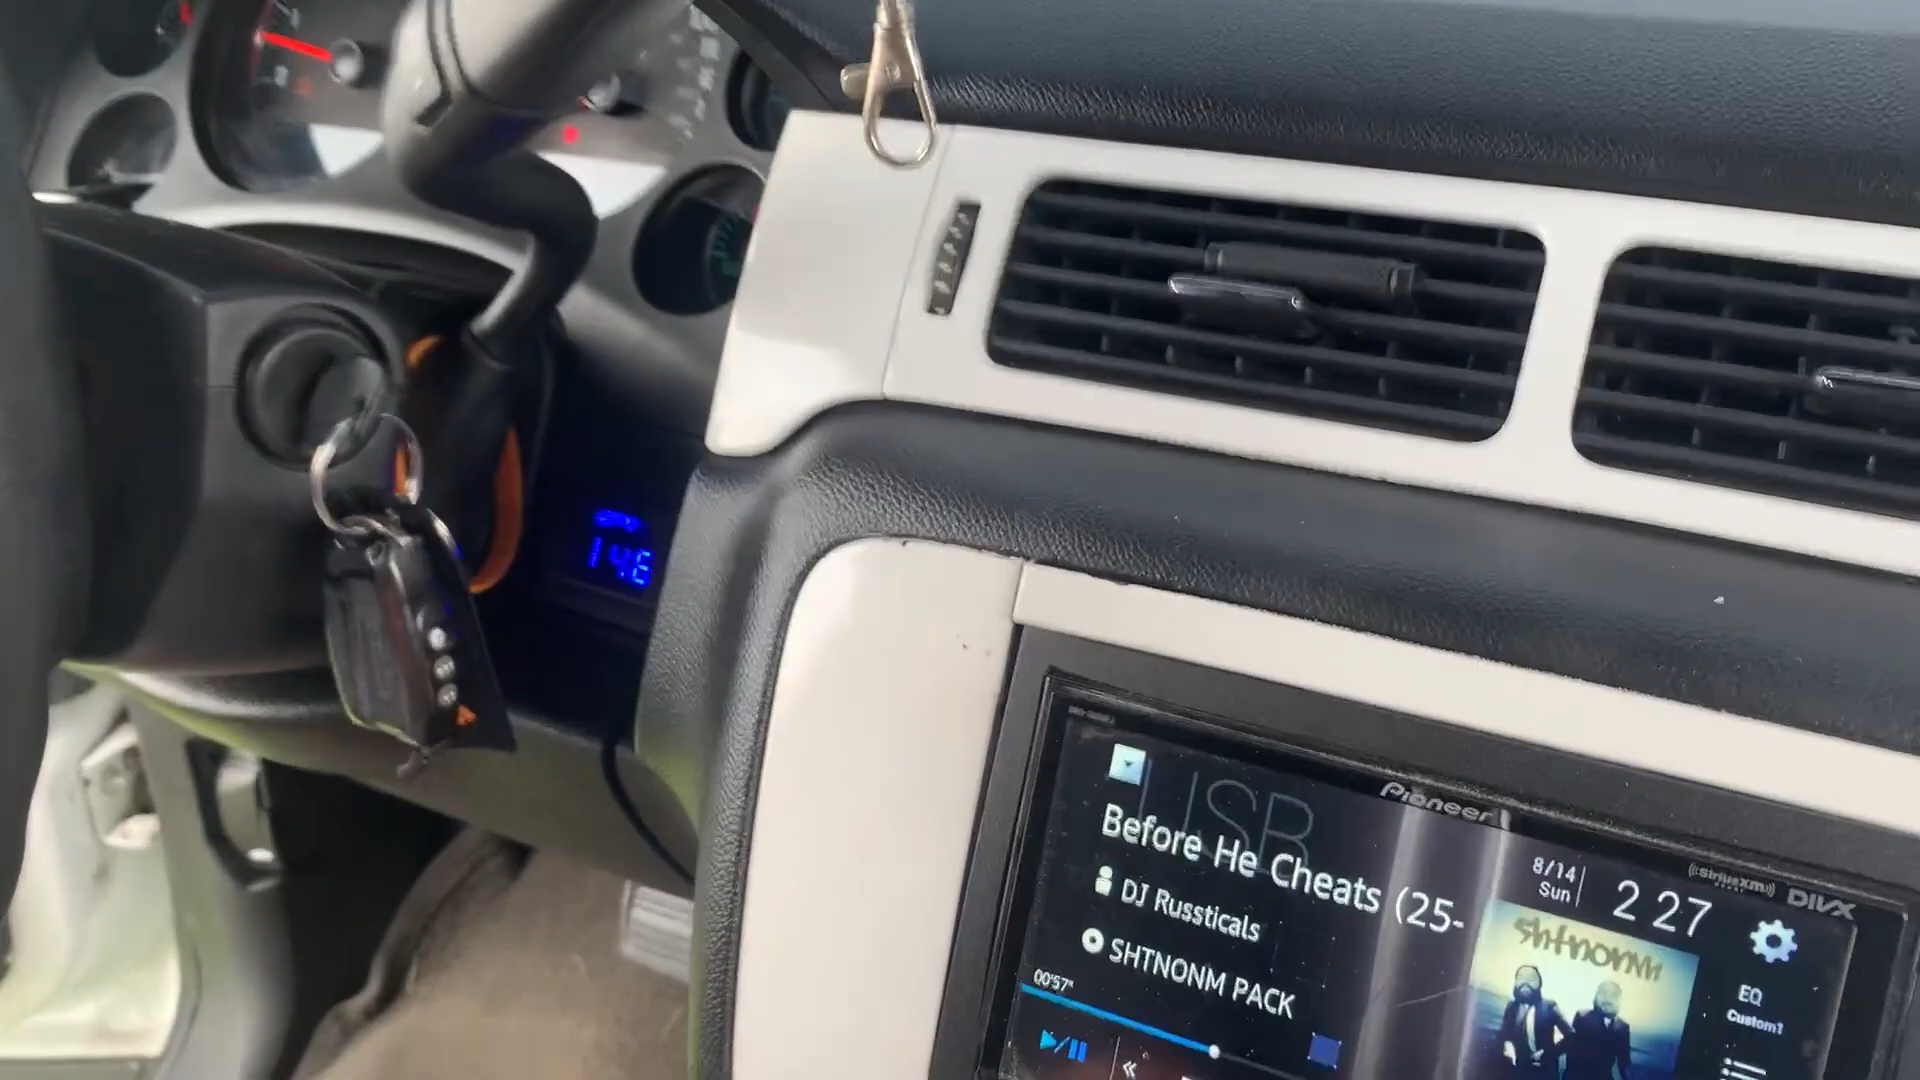 14.6
Pioneer
USB
Before He Cheats (25-
DJ Russticals
SHTNONM PACK
00'57"
8/14
Sun
2 27
((siriusxm))
DIVX
shtnonm
EQ
Custom1